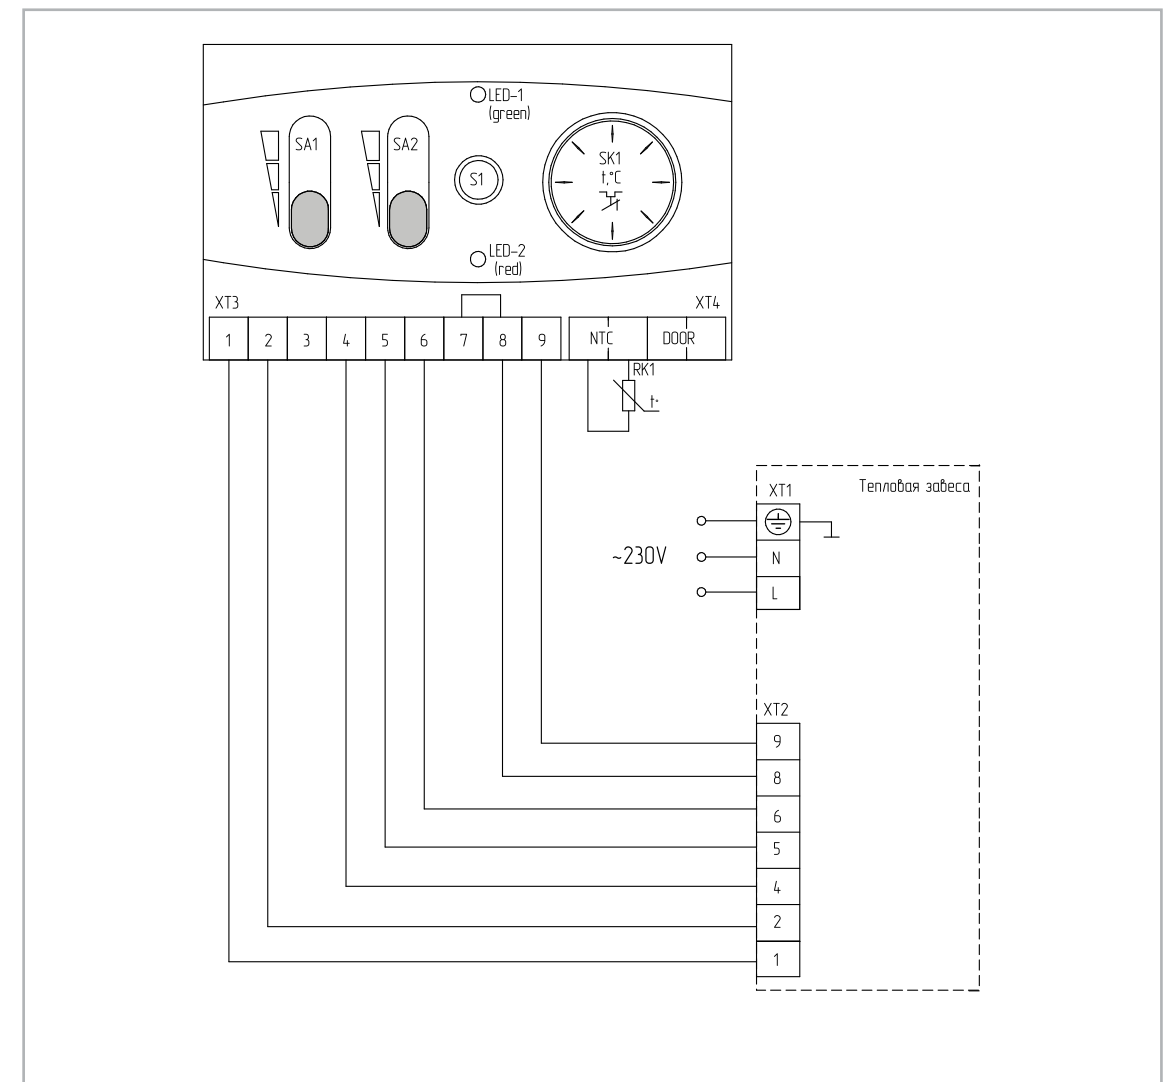 LED-1
(green)
SA1
SA2
S1
SK1
t,°C
LED-2
(red)
XT3
XT4
1 2 3 4 5 6 7 8 9 NTC DOOR
RK1
t°
XT1
Тепловая завеса
~230V
N
L
XT2
9
8
6
5
4
2
1